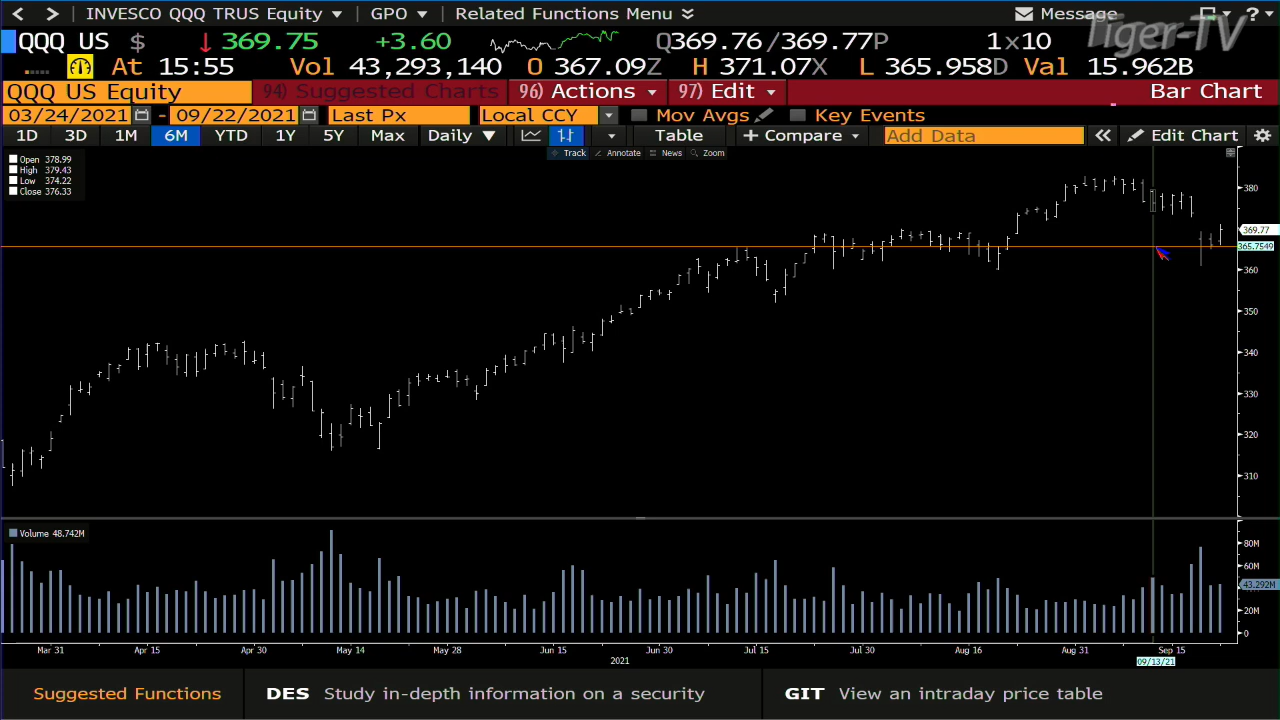 INVESCO QQQ TRUS Equity GPO Related Functions Menu Message ?
Tiger-TV
QQQ US $ 369.75 +3.60 Q369.76/369.77P 1×10
At 15:55 Vol 43,293,140 O 367.09Z H 371.07X L 365.958D Val 15.962B
QQQ US Equity 94) Suggested Charts 96) Actions 97) Edit Bar Chart
03/24/2021 - 09/22/2021 Last Px Local CCY Mov Avgs Key Events
1D 3D 1M 6M YTD 1Y 5Y Max Daily Table + Compare Add Data Edit Chart
Track Annotate News Zoom
Open 378.99
High 379.43
Low 374.22
Close 376.33
380
369.77
365.7549
360
350
340
330
320
310
Volume 48.742M
80M
60M
43.292M
20M
0
Mar 31 Apr 15 Apr 30 May 14 May 28 Jun 15 Jun 30 Jul 15 Jul 30 Aug 16 Aug 31 Sep 15
2021 09/13/21
Suggested Functions DES Study in-depth information on a security GIT View an intraday price table